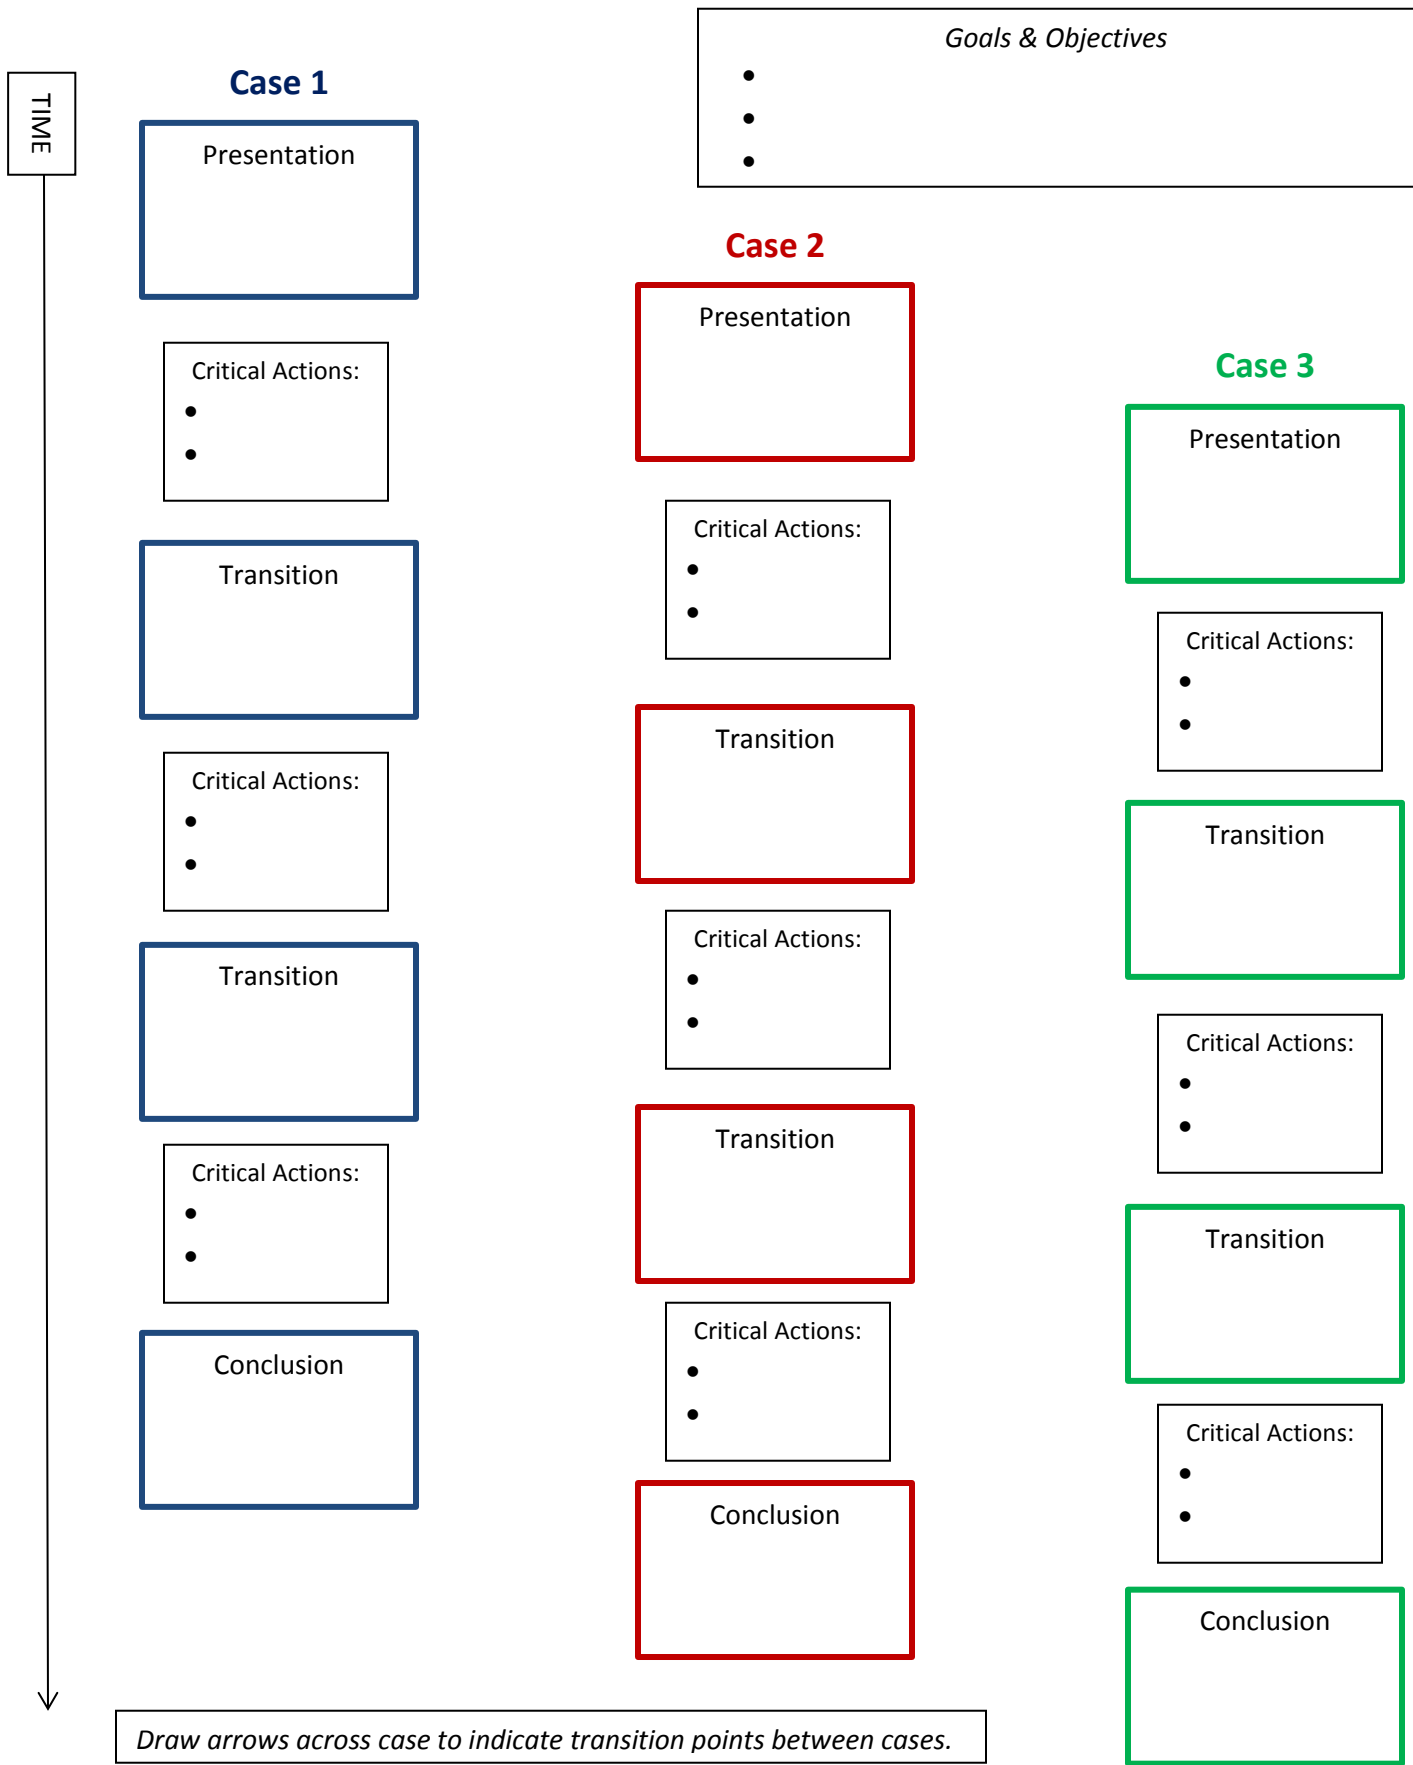 Goals & Objectives
•
•
•
TIME
Case 1
Presentation
Critical Actions:
•
•
Transition
Critical Actions:
•
•
Transition
Critical Actions:
•
•
Conclusion
Case 2
Presentation
Critical Actions:
•
•
Transition
Critical Actions:
•
•
Transition
Critical Actions:
•
•
Conclusion
Case 3
Presentation
Critical Actions:
•
•
Transition
Critical Actions:
•
•
Transition
Critical Actions:
•
•
Conclusion
Draw arrows across case to indicate transition points between cases.